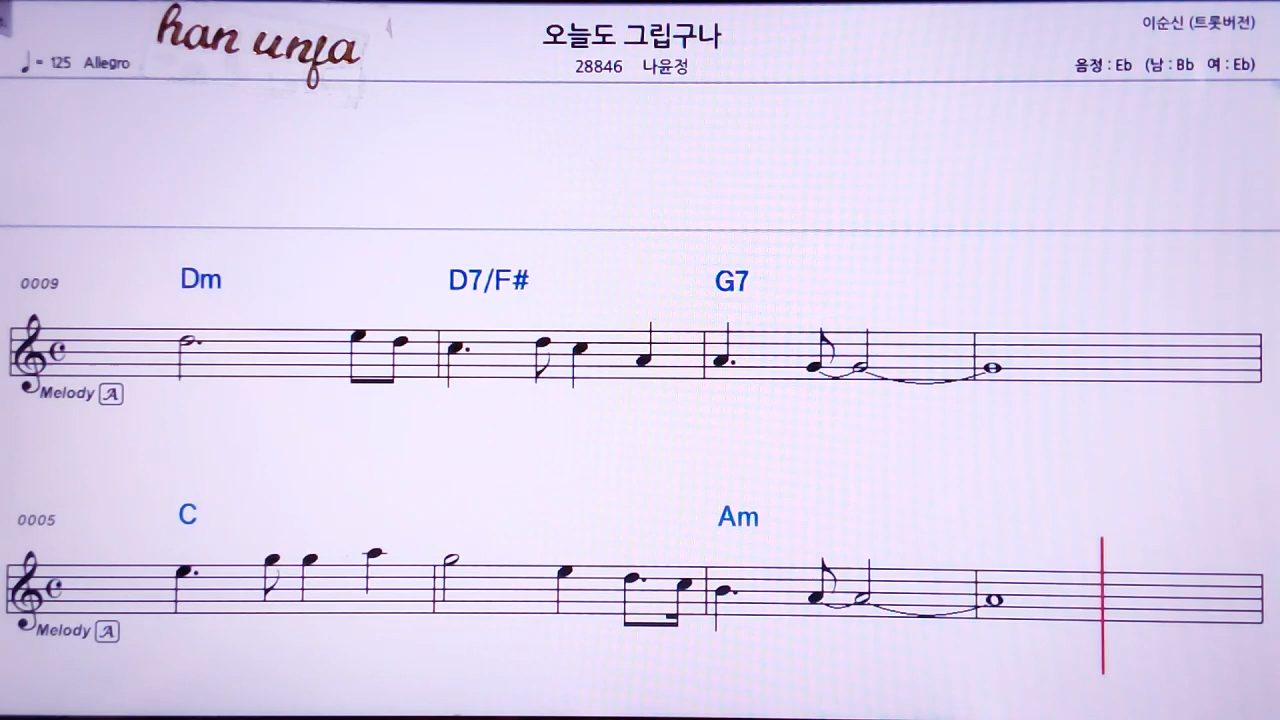 han unfa
오늘도 그립구나
이순신 (트롯버전)
♩ = 125 Allegro
28846 나윤정
음정 : Eb (남 : Bb 여 : Eb)
0009
Dm D7/F# G7
Melody A
0005
C Am
Melody A